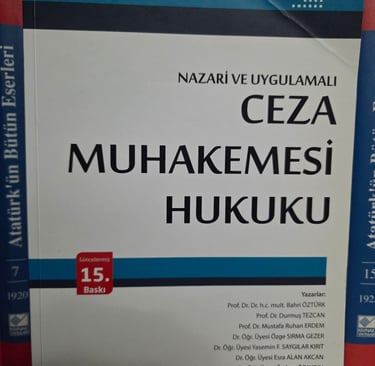 NAZARİ VE UYGULAMALI
CEZA
MUHAKEMESİ
HUKUKU
Güncellenmiş
15.
Baskı
Yazarlar:
Prof. Dr. Dr. h.c. mult. Bahri ÖZTÜRK
Prof. Dr. Durmuş TEZCAN
Prof. Dr. Mustafa Ruhan ERDEM
Dr. Öğr. Üyesi Özge SIRMA GEZER
Dr. Öğr. Üyesi Yasemin F. SAYGILAR KIRIT
Dr. Öğr. Üyesi Esra ALAN AKCAN
Atatürk'ün Bütün Eserleri
7
1920
15